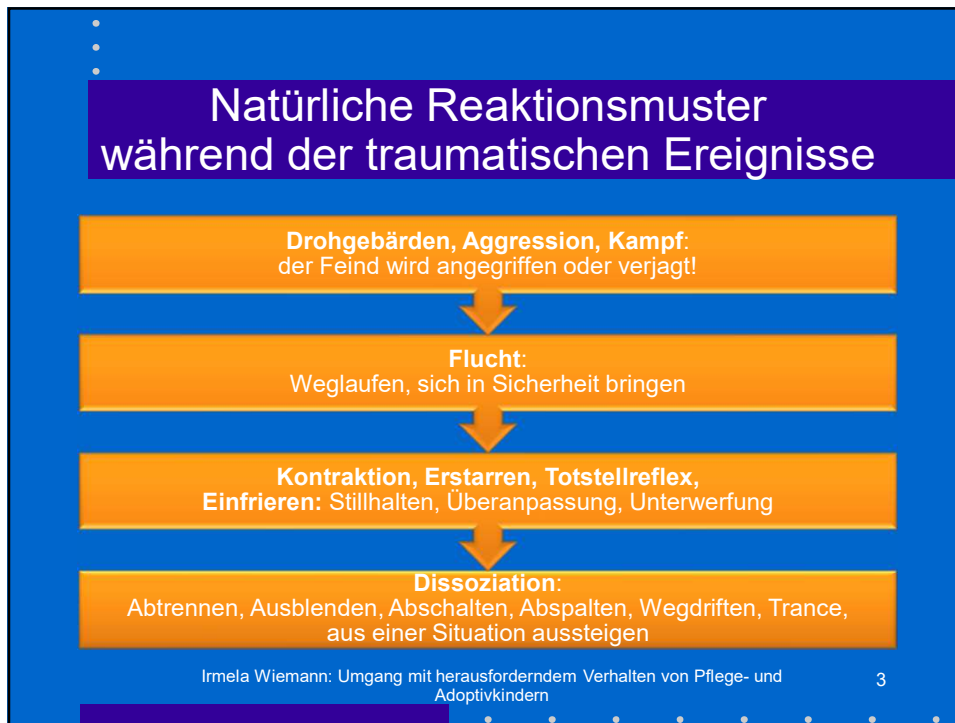 Natürliche Reaktionsmuster
während der traumatischen Ereignisse
Drohgebärden, Aggression, Kampf:
der Feind wird angegriffen oder verjagt!
Flucht:
Weglaufen, sich in Sicherheit bringen
Kontraktion, Erstarren, Totstellreflex,
Einfrieren: Stillhalten, Überanpassung, Unterwerfung
Dissoziation:
Abtrennen, Ausblenden, Abschalten, Abspalten, Wegdriften, Trance,
aus einer Situation aussteigen
Irmela Wiemann: Umgang mit herausforderndem Verhalten von Pflege- und
Adoptivkindern
3